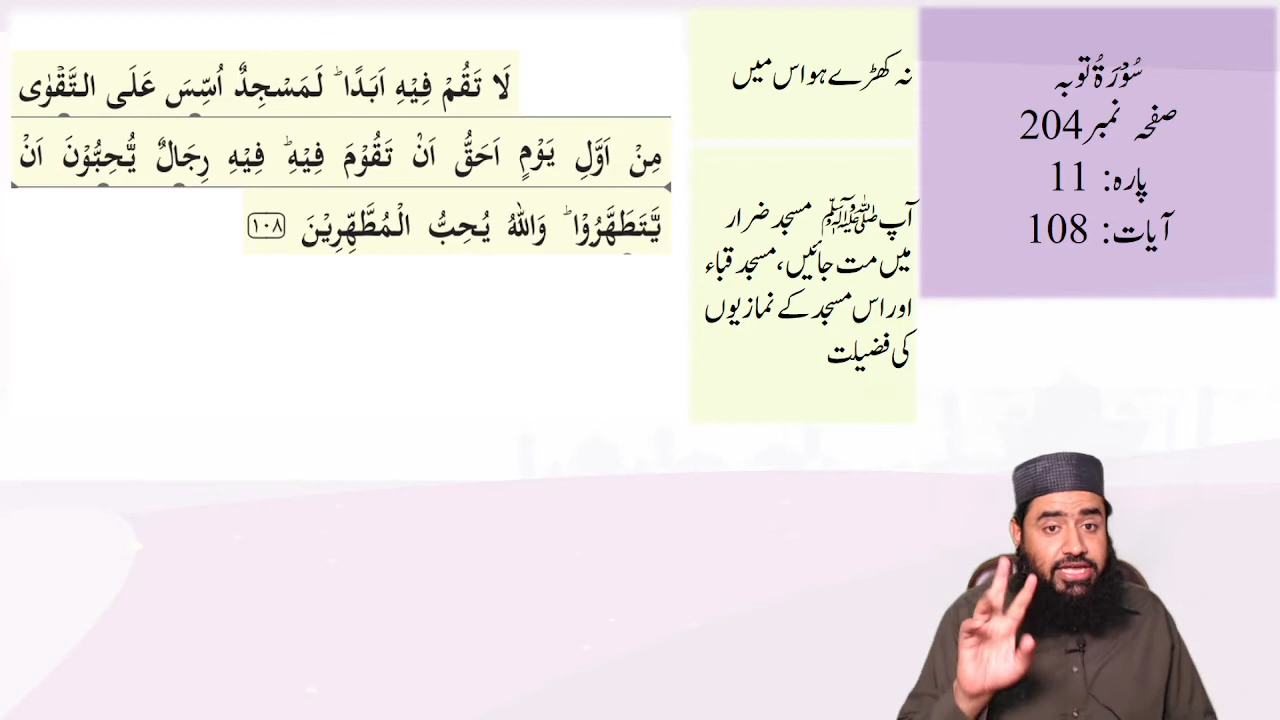 سُوْرَۃُ توبہ
صفحہ نمبر 204
پارہ: 11
آیات: 108
نہ کھڑے ہو اس میں
آپ ﷺ مسجد ضرار
میں مت جائیں، مسجد قباء
اور اس مسجد کے نمازیوں
کی فضیلت
لَا تَقُمْ فِیْهِ اَبَدًا ؕ لَمَسْجِدٌ اُسِّسَ عَلَی التَّقْوٰی
مِنْ اَوَّلِ یَوْمٍ اَحَقُّ اَنْ تَقُوْمَ فِیْهِ ؕ فِیْهِ رِجَالٌ یُّحِبُّوْنَ اَنْ
یَّتَطَهَّرُوْا ؕ وَاللّٰهُ یُحِبُّ الْمُطَّهِّرِیْنَ ۝۱۰۸